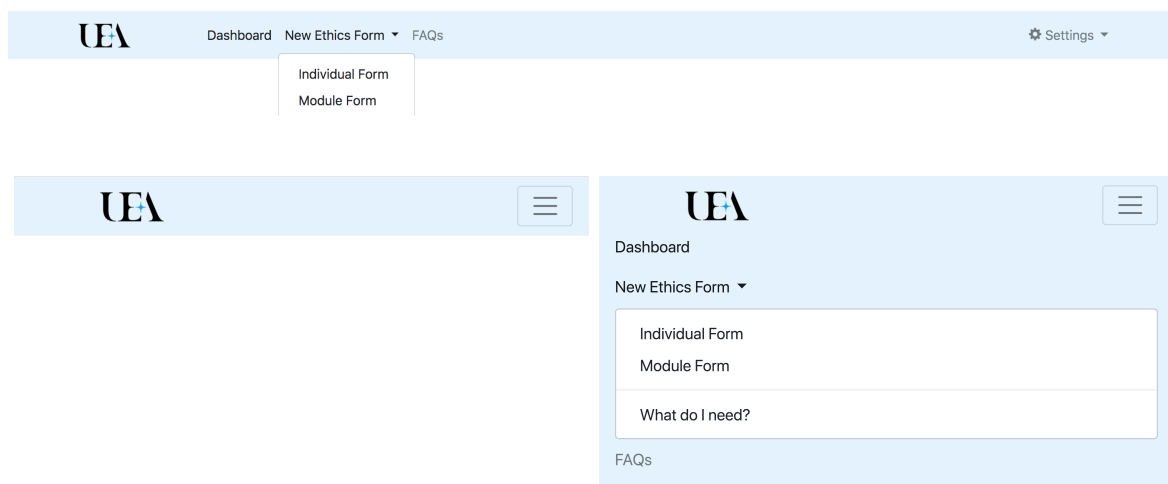 UEA Dashboard New Ethics Form FAQs Settings
Individual Form
Module Form
UEA
UEA
Dashboard
New Ethics Form
Individual Form
Module Form
What do I need?
FAQs